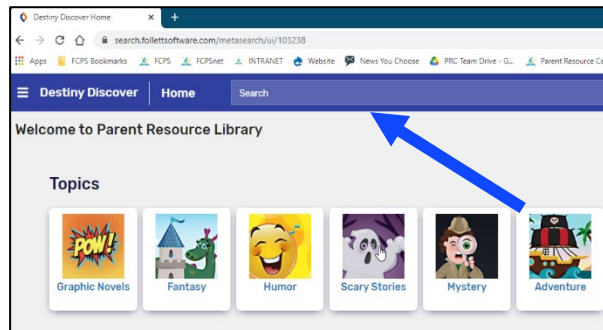 Destiny Discover Home
search.follettsoftware.com/metasearch/ui/103238
Apps FCPS Bookmarks FCPS FCPSnet INTRANET Website News You Choose PRC Team Drive - G... Parent Resource Ce
Destiny Discover Home Search
Welcome to Parent Resource Library
Topics
POW!
Graphic Novels Fantasy Humor Scary Stories Mystery Adventure